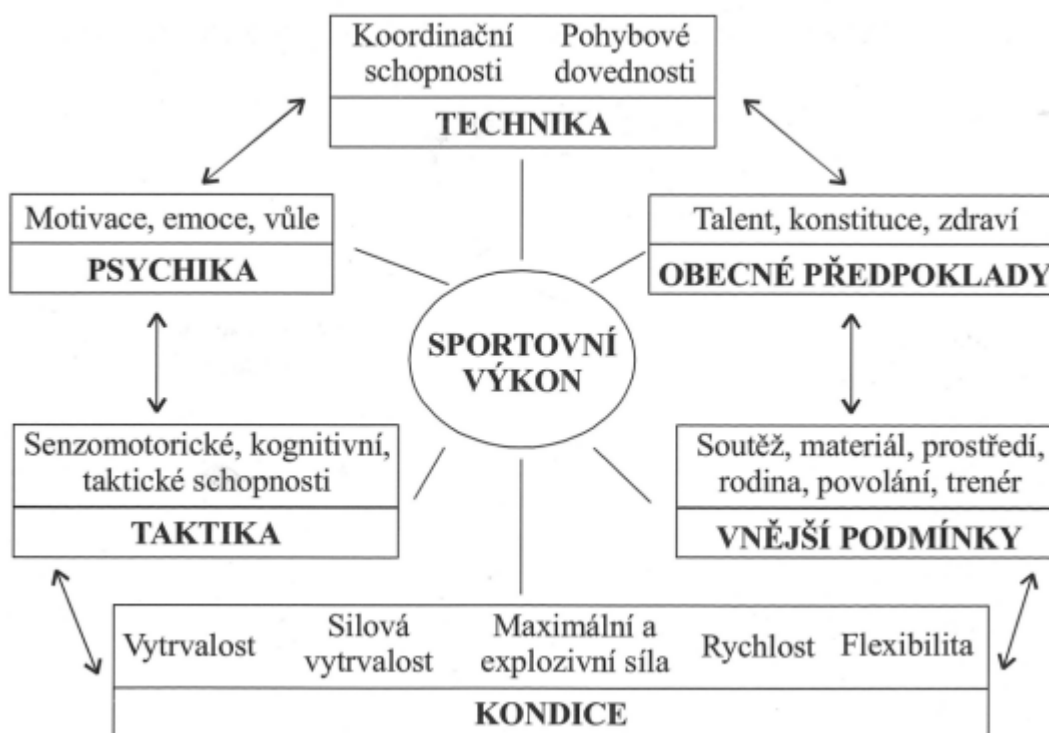 Koordinační
schopnosti
Pohybové
dovednosti
TECHNIKA
Motivace, emoce, vůle
PSYCHIKA
Talent, konstituce, zdraví
OBECNÉ PŘEDPOKLADY
SPORTOVNÍ
VÝKON
Senzomotorické, kognitivní,
taktické schopnosti
TAKTIKA
Soutěž, materiál, prostředí,
rodina, povolání, trenér
VNĚJŠÍ PODMÍNKY
Vytrvalost
Silová
vytrvalost
Maximální a
explozivní síla
Rychlost
Flexibilita
KONDICE